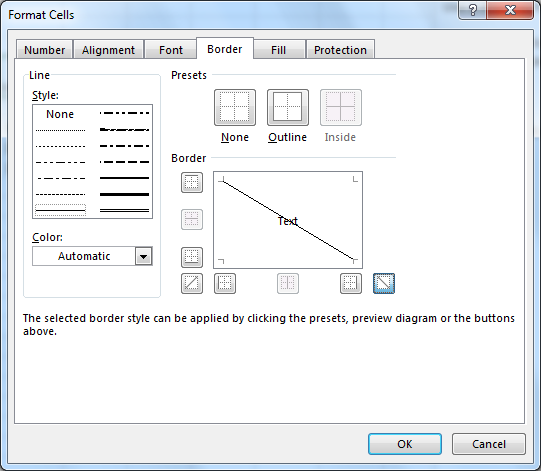 Format Cells
?
Number Alignment Font Border Fill Protection
Line
Style:
None
Color:
Automatic
Presets
None Outline Inside
Border
Text
The selected border style can be applied by clicking the presets, preview diagram or the buttons
above.
OK Cancel